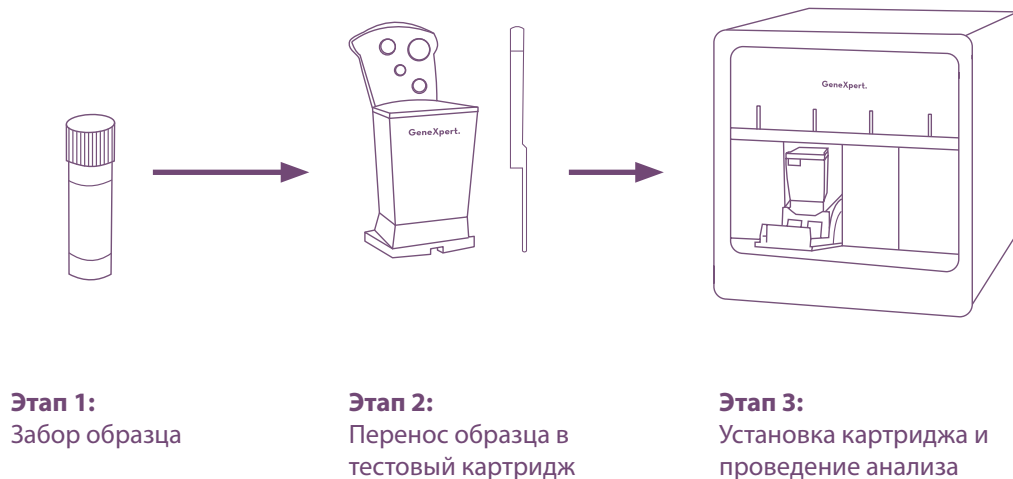 GeneXpert.
GeneXpert.
Этап 1:
Забор образца
Этап 2:
Перенос образца в
тестовый картридж
Этап 3:
Установка картриджа и
проведение анализа